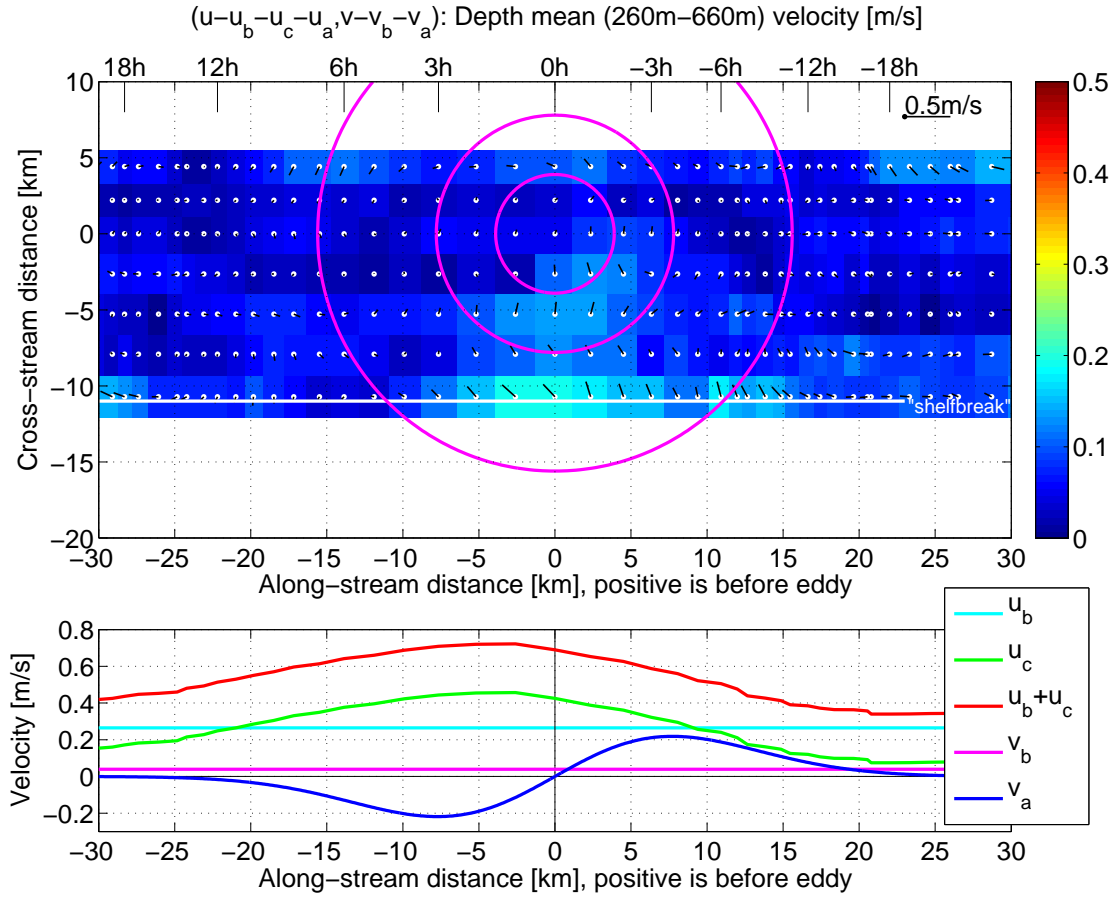 (u−u_b−u_c−u_a,v−v_b−v_a): Depth mean (260m−660m) velocity [m/s]
18h 12h 6h 3h 0h −3h −6h −12h −18h
0.5m/s
"shelfbreak"
Cross−stream distance [km]
10
5
0
−5
−10
−15
−20
−30 −25 −20 −15 −10 −5 0 5 10 15 20 25 30
Along−stream distance [km], positive is before eddy
0.5
0.4
0.3
0.2
0.1
0
Velocity [m/s]
0.8
0.6
0.4
0.2
0
−0.2
−30 −25 −20 −15 −10 −5 0 5 10 15 20 25 30
Along−stream distance [km], positive is before eddy
u_b
u_c
u_b+u_c
v_b
v_a